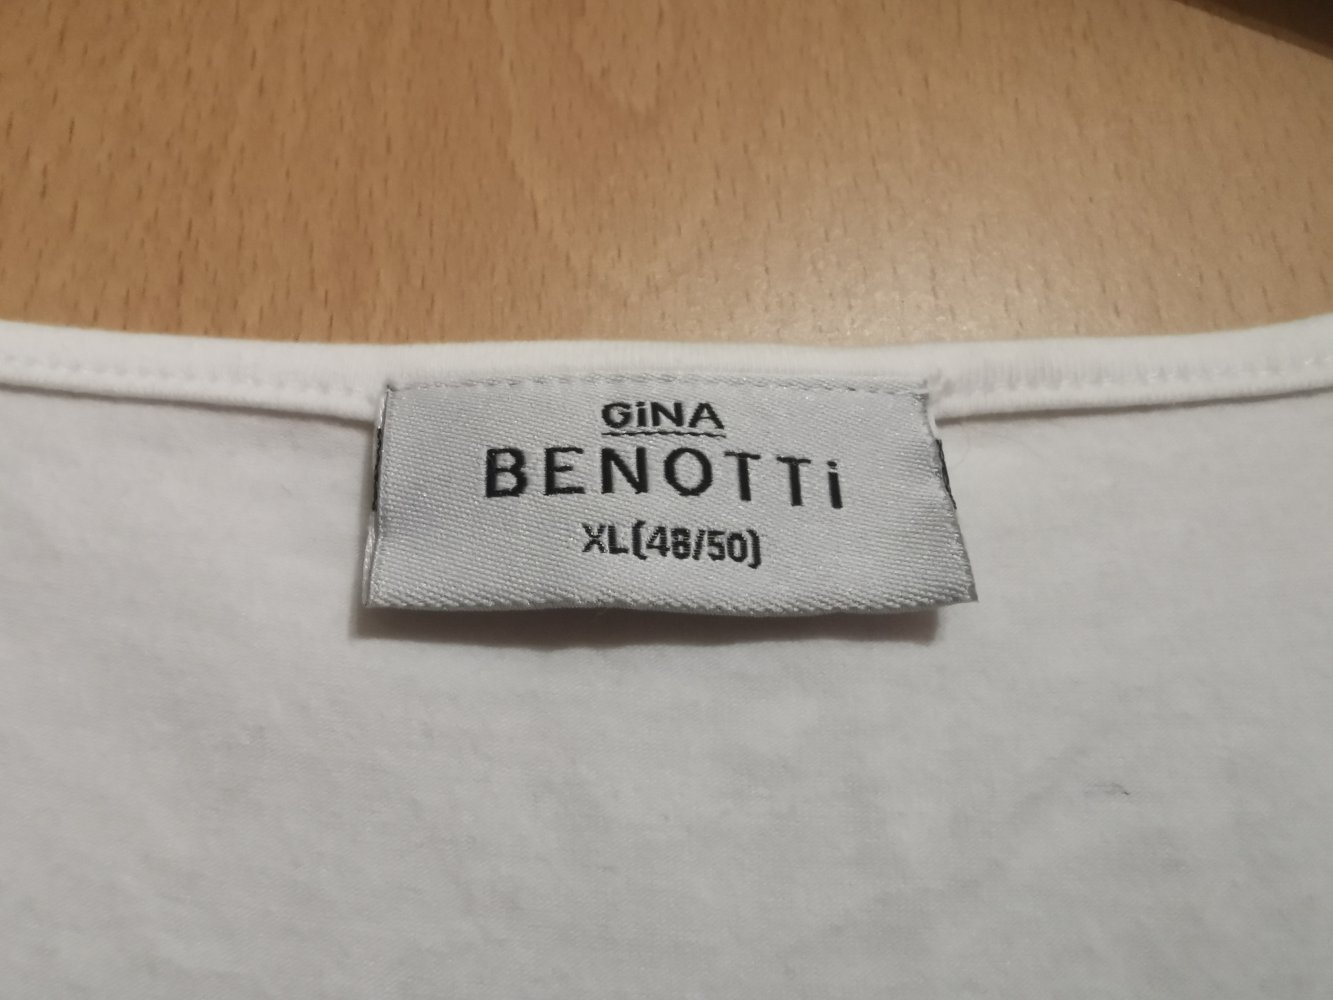 GiNA
BENOTTi
XL(48/50)